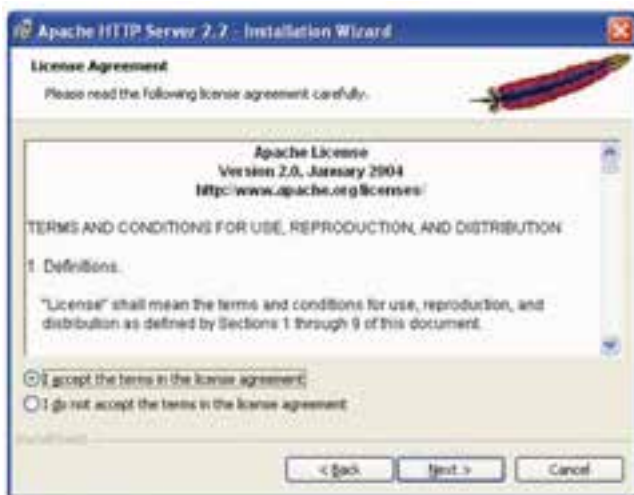 Apache HTTP Server 2.2 - Installation Wizard
License Agreement
Please read the following license agreement carefully.
Apache License
Version 2.0, January 2004
http://www.apache.org/licenses/
TERMS AND CONDITIONS FOR USE, REPRODUCTION, AND DISTRIBUTION
1. Definitions.
"License" shall mean the terms and conditions for use, reproduction, and
distribution as defined by Sections 1 through 9 of this document.
I accept the terms in the license agreement
I do not accept the terms in the license agreement
InstallShield
< Back
Next >
Cancel